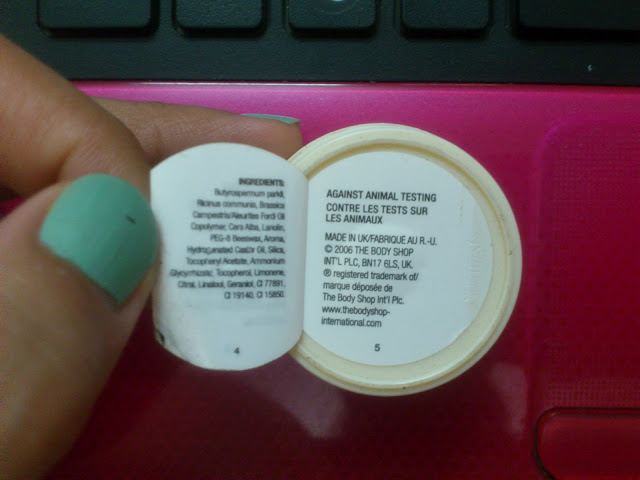 INGREDIENTS:
Butyrospermum parkii,
Ricinus communis, Brassica
Campestris/Aleurites Fordi Oil
Copolymer, Cera Alba, Lanolin,
PEG-8 Beeswax, Aroma,
Hydrogenated Castor Oil, Silica,
Tocopheryl Acetate, Ammonium
Glycyrrhizate, Tocopherol, Limonene,
Citral, Linalool, Geraniol, CI 77891,
CI 19140, CI 15850.
4
AGAINST ANIMAL TESTING
CONTRE LES TESTS SUR
LES ANIMAUX
MADE IN UK/FABRIQUÉ AU R.-U.
© 2006 THE BODY SHOP
INT'L PLC, BN17 6LS, UK.
® registered trademark of/
marque déposée de
The Body Shop Int'l Plc.
www.thebodyshop-
international.com
5